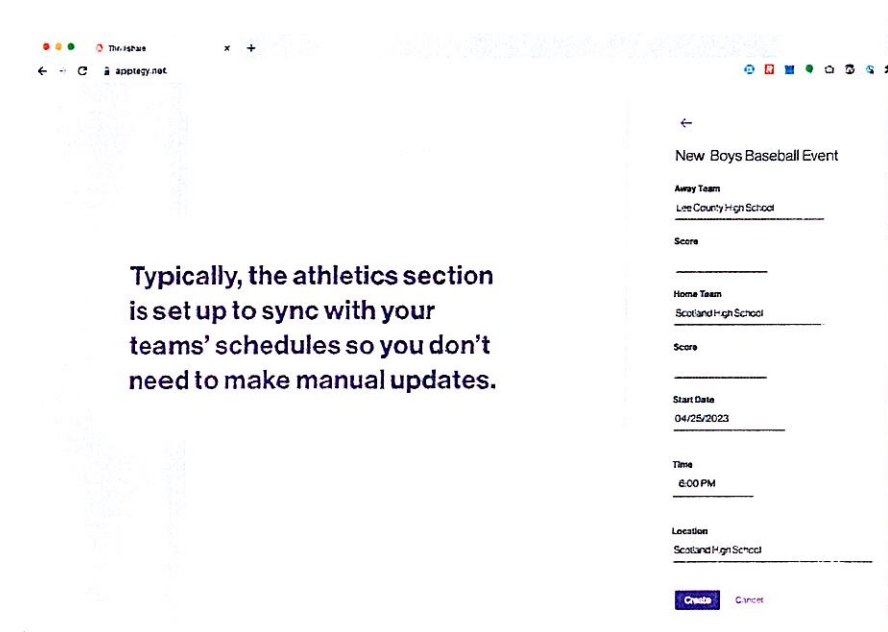 Thrillshare
apptegy.net
New Boys Baseball Event
Away Team
Lee County High School
Score
Typically, the athletics section
is set up to sync with your
teams' schedules so you don't
need to make manual updates.
Home Team
Scotland High School
Score
Start Date
04/25/2023
Time
6:00 PM
Location
Scotland High School
Create Cancel